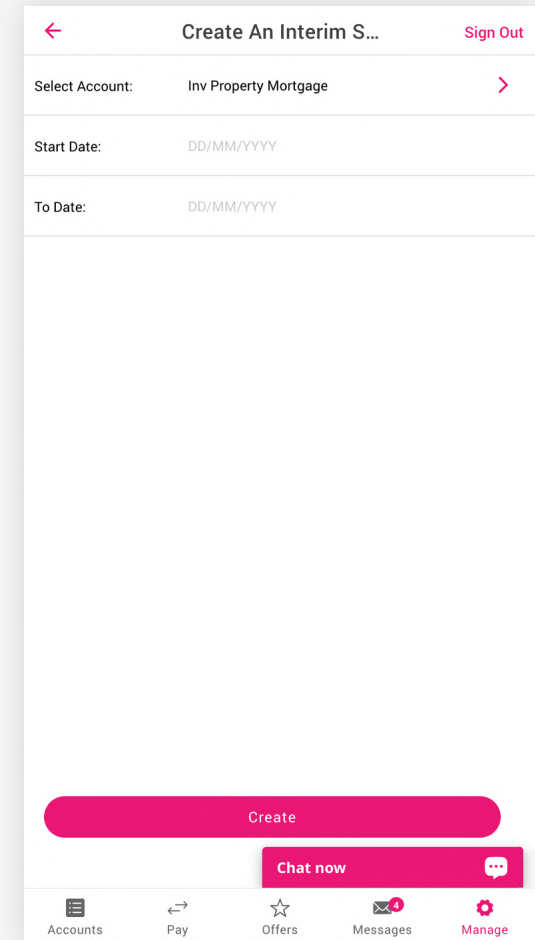 Create An Interim S... Sign Out
Select Account: Inv Property Mortgage
Start Date: DD/MM/YYYY
To Date: DD/MM/YYYY
Create
Chat now
4
Accounts Pay Offers Messages Manage